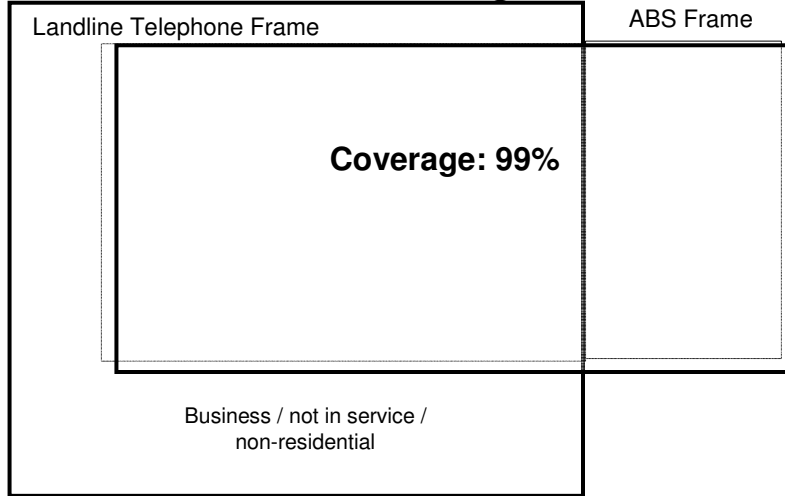 Landline Telephone Frame
ABS Frame
Coverage: 99%
Business / not in service /
non-residential